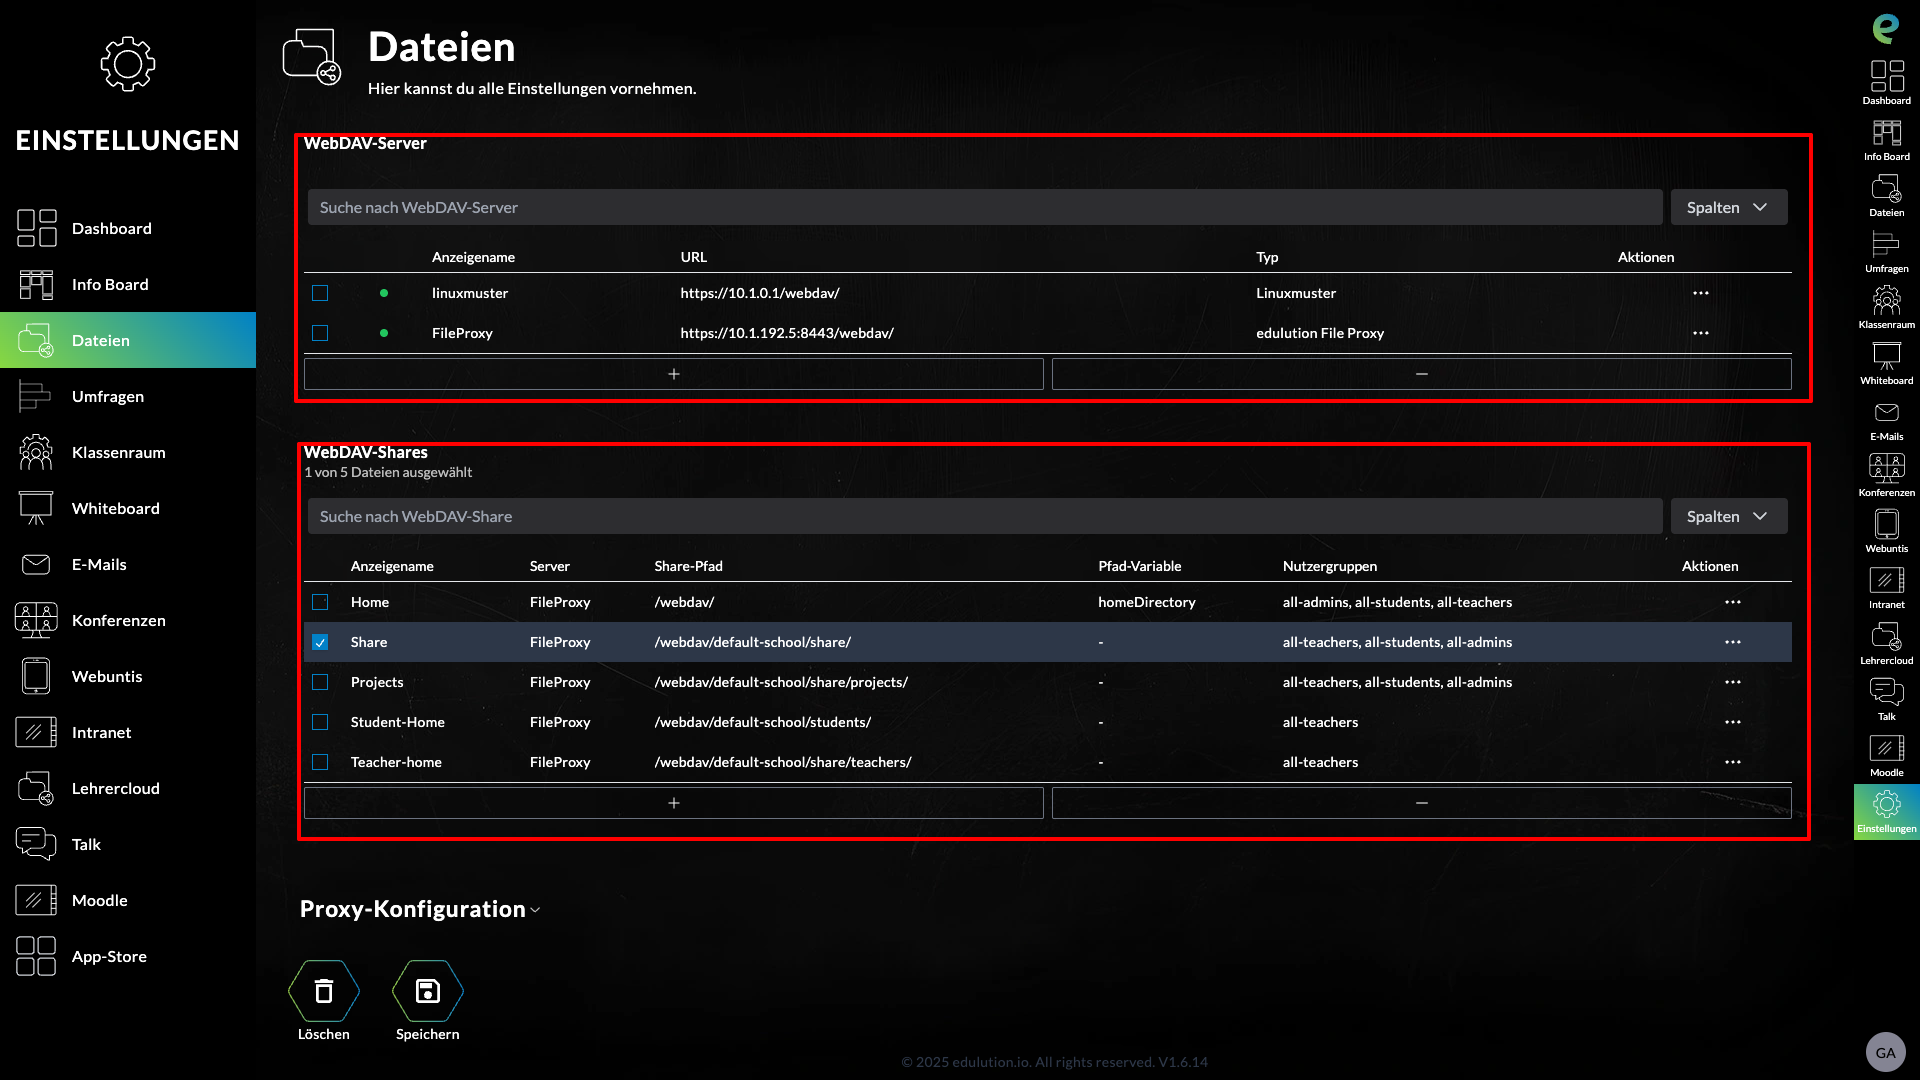 EINSTELLUNGEN
Dashboard
Info Board
Dateien
Umfragen
Klassenraum
Whiteboard
E-Mails
Konferenzen
Webuntis
Intranet
Lehrercloud
Talk
Moodle
App-Store
Dateien
Hier kannst du alle Einstellungen vornehmen.
WebDAV-Server
Suche nach WebDAV-Server
Spalten
Anzeigename URL Typ Aktionen
linuxmuster https://10.1.0.1/webdav/ Linuxmuster ...
FileProxy https://10.1.192.5:8443/webdav/ edulution File Proxy ...
+ −
WebDAV-Shares
1 von 5 Dateien ausgewählt
Suche nach WebDAV-Share
Spalten
Anzeigename Server Share-Pfad Pfad-Variable Nutzergruppen Aktionen
Home FileProxy /webdav/ homeDirectory all-admins, all-students, all-teachers ...
Share FileProxy /webdav/default-school/share/ - all-teachers, all-students, all-admins ...
Projects FileProxy /webdav/default-school/share/projects/ - all-teachers, all-students, all-admins ...
Student-Home FileProxy /webdav/default-school/students/ - all-teachers ...
Teacher-home FileProxy /webdav/default-school/share/teachers/ - all-teachers ...
+ −
Proxy-Konfiguration
Löschen
Speichern
© 2025 edulution.io. All rights reserved. V1.6.14
e
Dashboard
Info Board
Dateien
Umfragen
Klassenraum
Whiteboard
E-Mails
Konferenzen
Webuntis
Intranet
Lehrercloud
Talk
Moodle
Einstellungen
GA